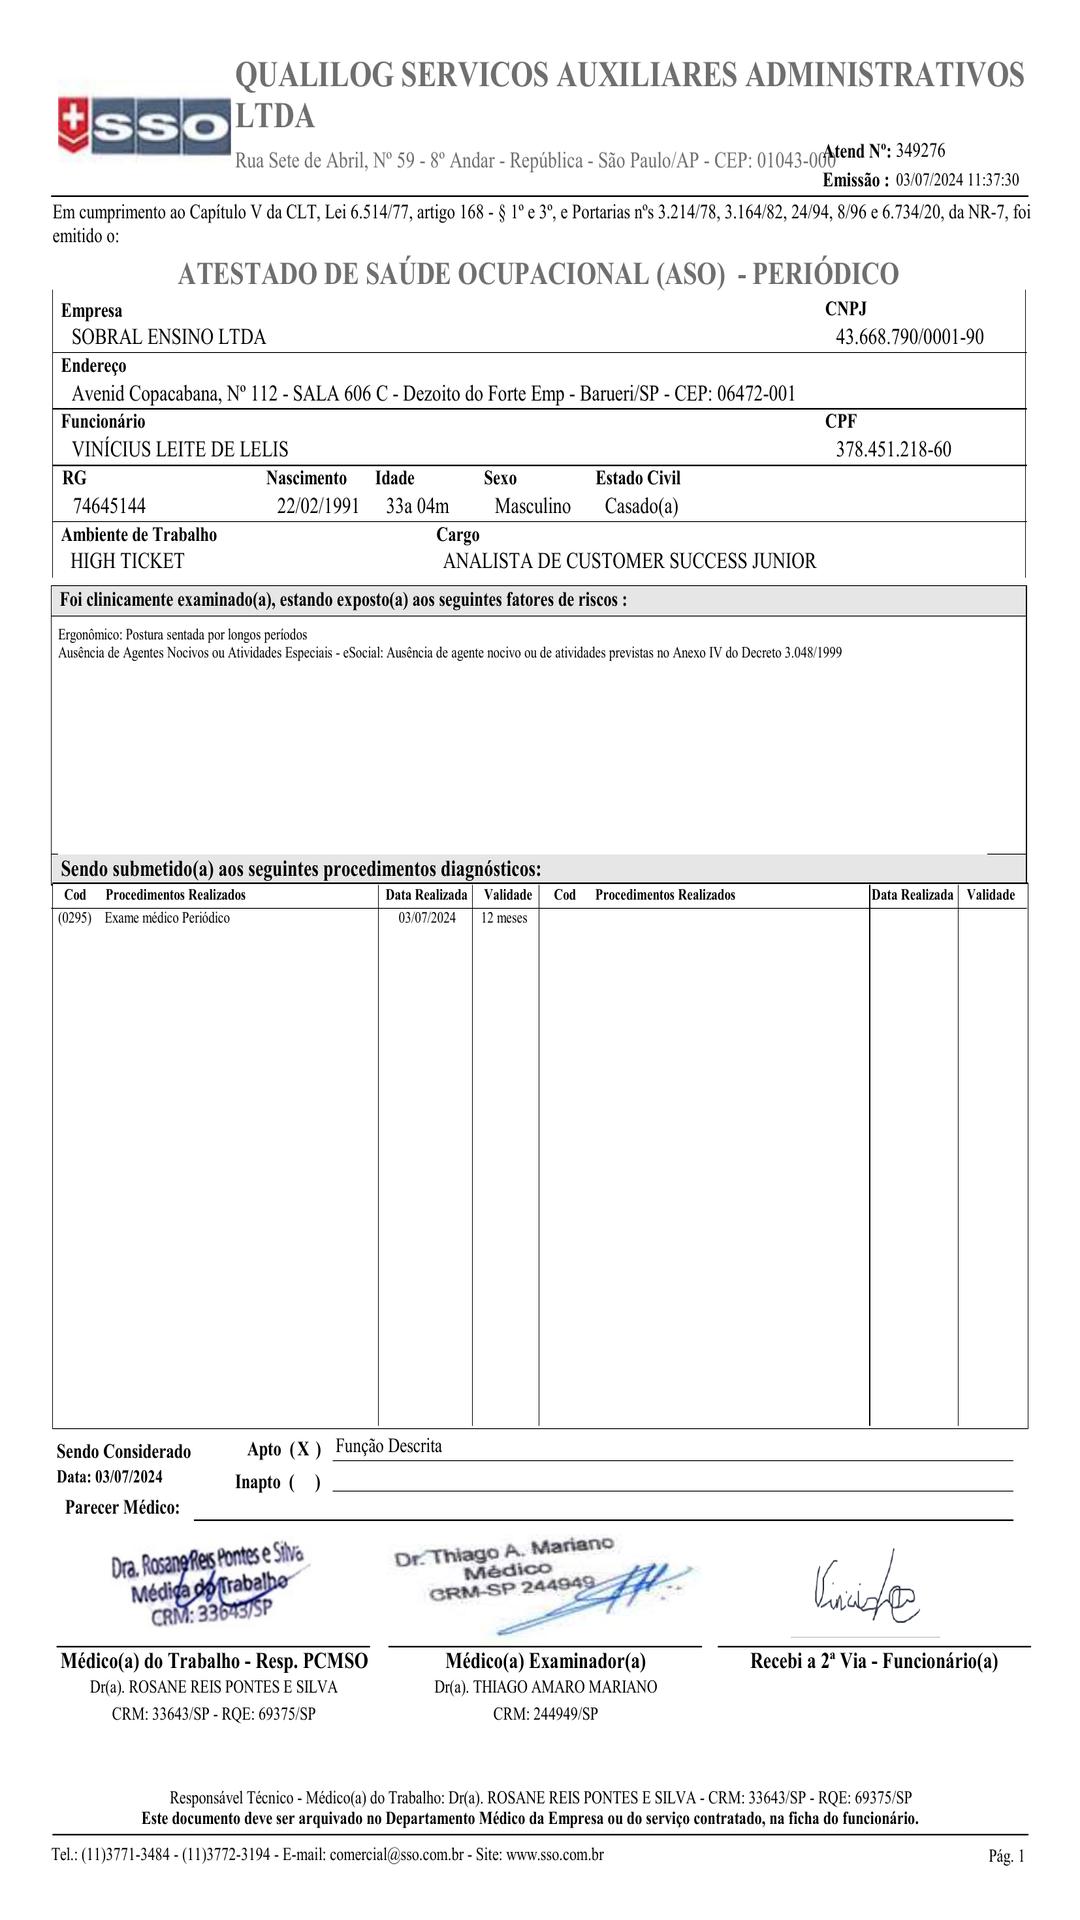 SSO
QUALILOG SERVICOS AUXILIARES ADMINISTRATIVOS
LTDA
Rua Sete de Abril, Nº 59 - 8º Andar - República - São Paulo/AP - CEP: 01043-000
Atend Nº: 349276
Emissão : 03/07/2024 11:37:30
Em cumprimento ao Capítulo V da CLT, Lei 6.514/77, artigo 168 - § 1º e 3º, e Portarias nºs 3.214/78, 3.164/82, 24/94, 8/96 e 6.734/20, da NR-7, foi
emitido o:
ATESTADO DE SAÚDE OCUPACIONAL (ASO) - PERIÓDICO
Empresa CNPJ
SOBRAL ENSINO LTDA 43.668.790/0001-90
Endereço
Avenid Copacabana, Nº 112 - SALA 606 C - Dezoito do Forte Emp - Barueri/SP - CEP: 06472-001
Funcionário CPF
VINÍCIUS LEITE DE LELIS 378.451.218-60
RG Nascimento Idade Sexo Estado Civil
74645144 22/02/1991 33a 04m Masculino Casado(a)
Ambiente de Trabalho Cargo
HIGH TICKET ANALISTA DE CUSTOMER SUCCESS JUNIOR
Foi clinicamente examinado(a), estando exposto(a) aos seguintes fatores de riscos :
Ergonômico: Postura sentada por longos períodos
Ausência de Agentes Nocivos ou Atividades Especiais - eSocial: Ausência de agente nocivo ou de atividades previstas no Anexo IV do Decreto 3.048/1999
Sendo submetido(a) aos seguintes procedimentos diagnósticos:
Cod Procedimentos Realizados Data Realizada Validade Cod Procedimentos Realizados Data Realizada Validade
(0295) Exame médico Periódico 03/07/2024 12 meses
Sendo Considerado Apto (X ) Função Descrita
Data: 03/07/2024 Inapto ( )
Parecer Médico:
Dra. Rosane Reis Pontes e Silva
Médica do Trabalho
CRM: 33643/SP
Dr. Thiago A. Mariano
Médico
CRM-SP 244949
Médico(a) do Trabalho - Resp. PCMSO Médico(a) Examinador(a) Recebi a 2ª Via - Funcionário(a)
Dr(a). ROSANE REIS PONTES E SILVA Dr(a). THIAGO AMARO MARIANO
CRM: 33643/SP - RQE: 69375/SP CRM: 244949/SP
Responsável Técnico - Médico(a) do Trabalho: Dr(a). ROSANE REIS PONTES E SILVA - CRM: 33643/SP - RQE: 69375/SP
Este documento deve ser arquivado no Departamento Médico da Empresa ou do serviço contratado, na ficha do funcionário.
Tel.: (11)3771-3484 - (11)3772-3194 - E-mail: comercial@sso.com.br - Site: www.sso.com.br Pág. 1